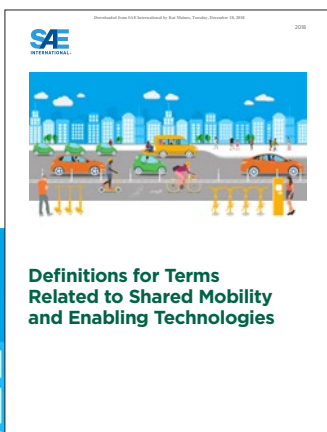 Downloaded from SAE International by Kat Watson, Tuesday, December 18, 2018
2018
SAE
INTERNATIONAL.
Definitions for Terms
Related to Shared Mobility
and Enabling Technologies